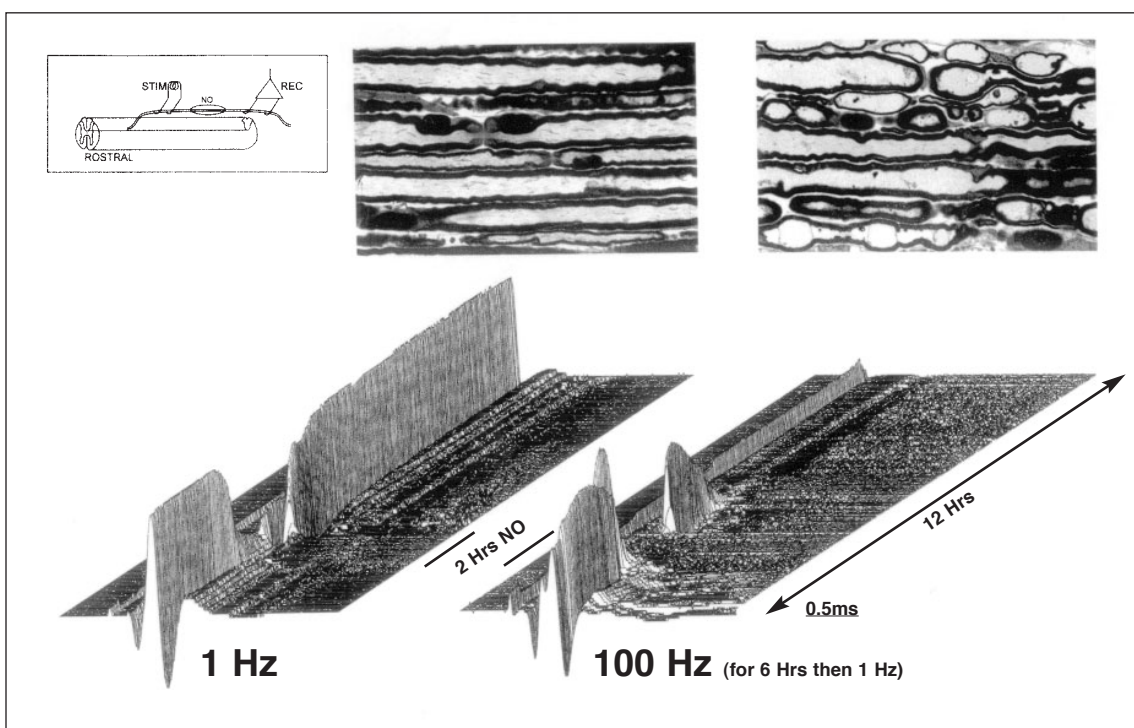 STIM
REC
NO
ROSTRAL
2 Hrs NO
12 Hrs
0.5ms
1 Hz
100 Hz (for 6 Hrs then 1 Hz)